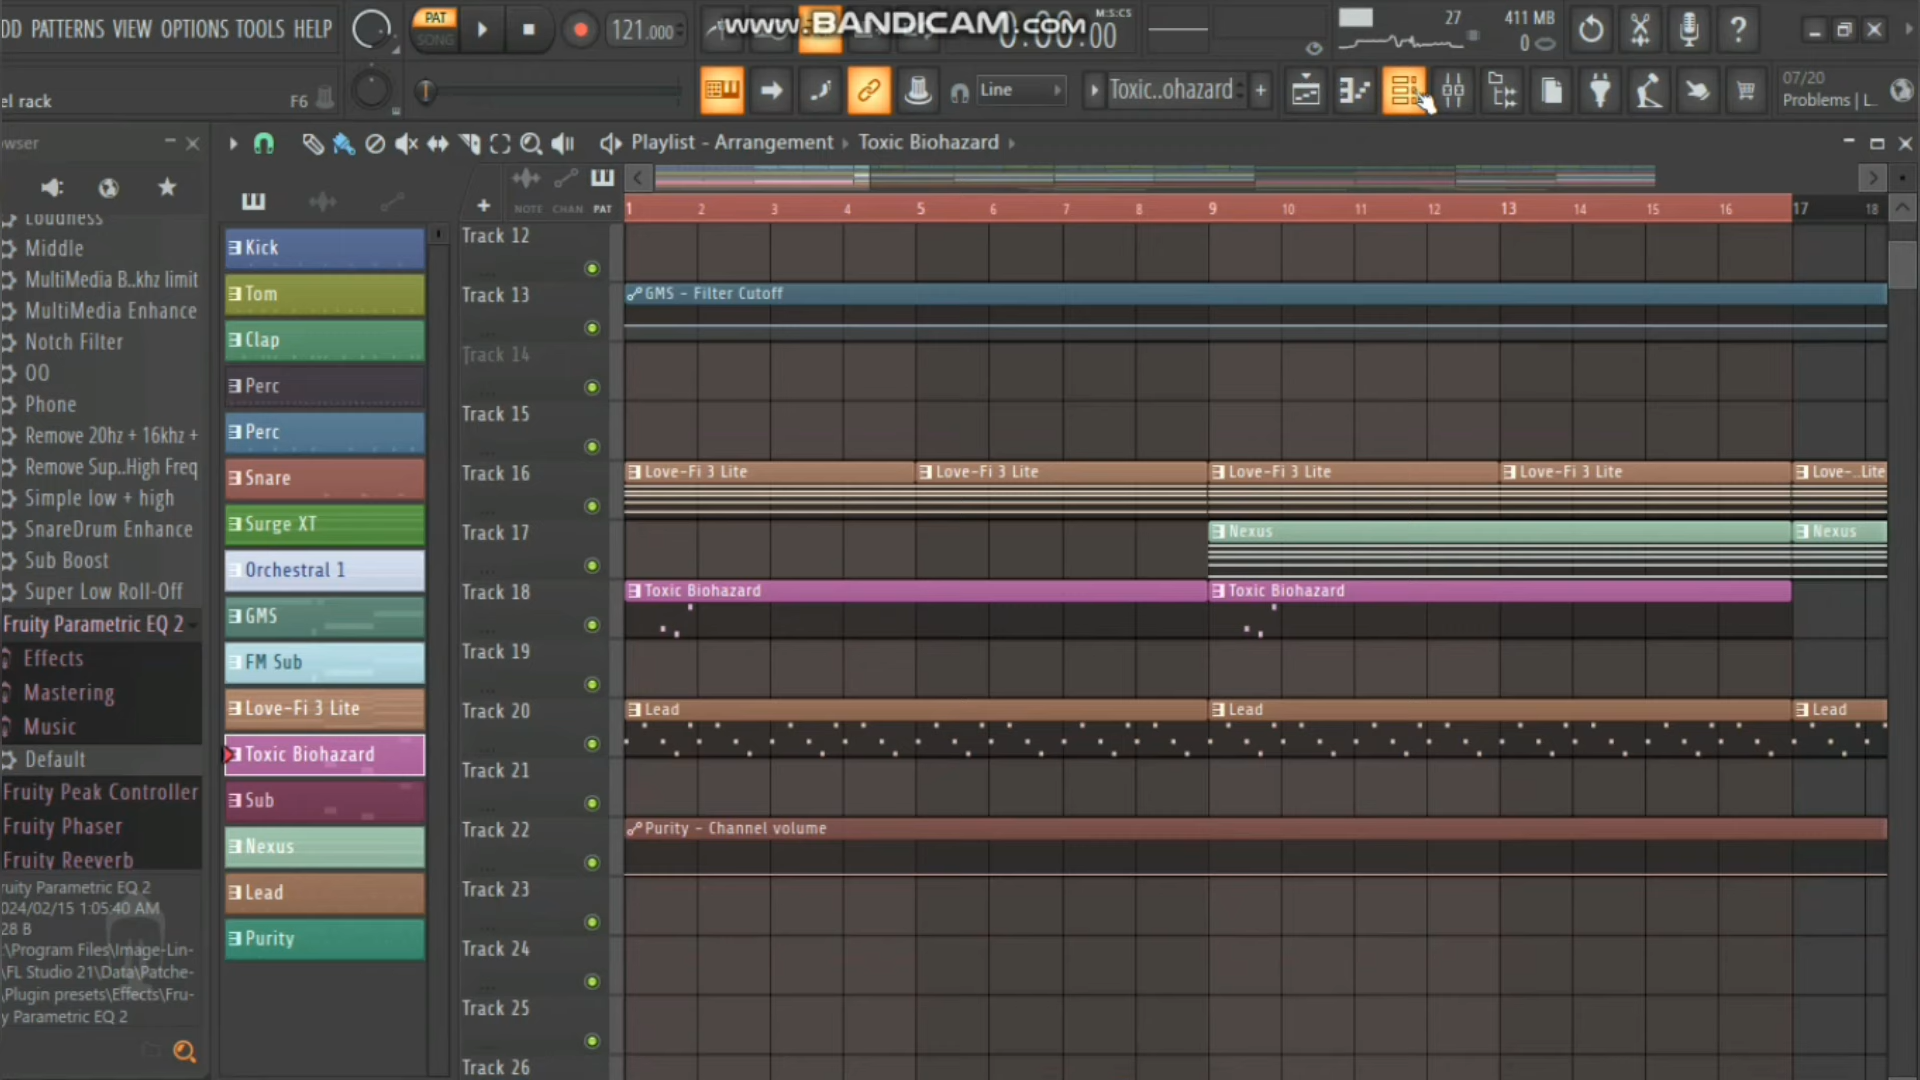 DD PATTERNS VIEW OPTIONS TOOLS HELP
PAT
SONG
121.000
www.BANDICAM.com
M:S:CS
0:00:00
27
411 MB
0
el rack
F6
Line
Toxic..ohazard
+
07/20
Problems | L..
owser
Playlist - Arrangement › Toxic Biohazard ›
NOTE CHAN PAT
1 2 3 4 5 6 7 8 9 10 11 12 13 14 15 16 17 18
Loudness
Middle
MultiMedia B..khz limit
MultiMedia Enhance
Notch Filter
OO
Phone
Remove 20hz + 16khz +
Remove Sup..High Freq
Simple low + high
SnareDrum Enhance
Sub Boost
Super Low Roll-Off
Fruity Parametric EQ 2
Effects
Mastering
Music
Default
Fruity Peak Controller
Fruity Phaser
Fruity Reeverb
ruity Parametric EQ 2
024/02/15 1:05:40 AM
28 B
:\Program Files\Image-Lin-
\FL Studio 21\Data\Patche-
\Plugin presets\Effects\Fru-
y Parametric EQ 2
Kick
Tom
Clap
Perc
Perc
Snare
Surge XT
Orchestral 1
GMS
FM Sub
Love-Fi 3 Lite
Toxic Biohazard
Sub
Nexus
Lead
Purity
Track 12
Track 13
GMS - Filter Cutoff
Track 14
Track 15
Track 16
Love-Fi 3 Lite Love-Fi 3 Lite Love-Fi 3 Lite Love-Fi 3 Lite Love-..Lite
Track 17
Nexus Nexus
Track 18
Toxic Biohazard Toxic Biohazard
Track 19
Track 20
Lead Lead Lead
Track 21
Track 22
Purity - Channel volume
Track 23
Track 24
Track 25
Track 26